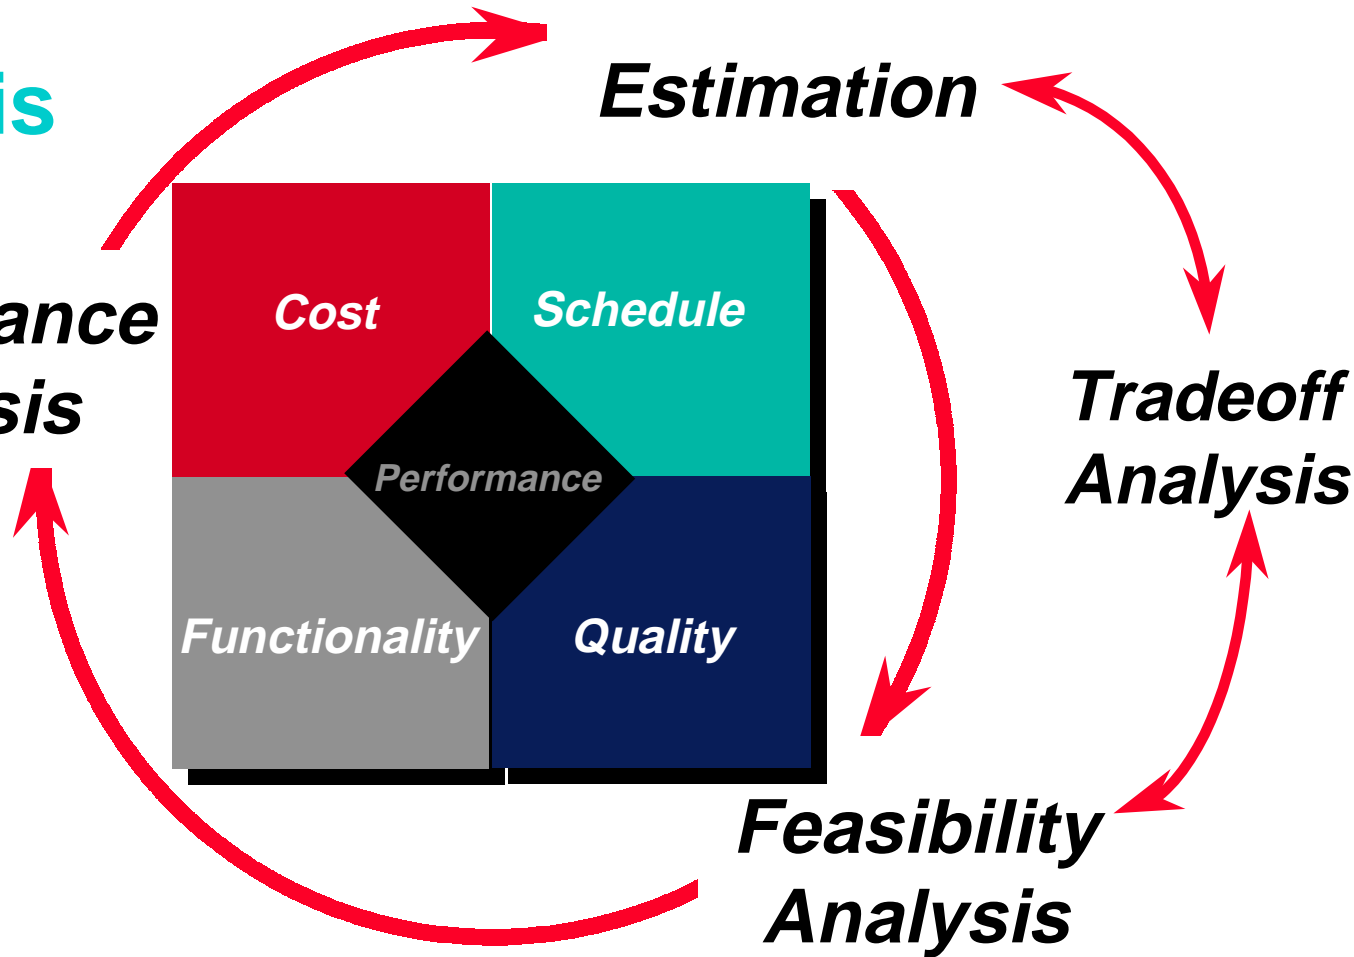 is
Estimation
Cost
Schedule
ance
sis
Performance
Tradeoff
Analysis
Functionality
Quality
Feasibility
Analysis